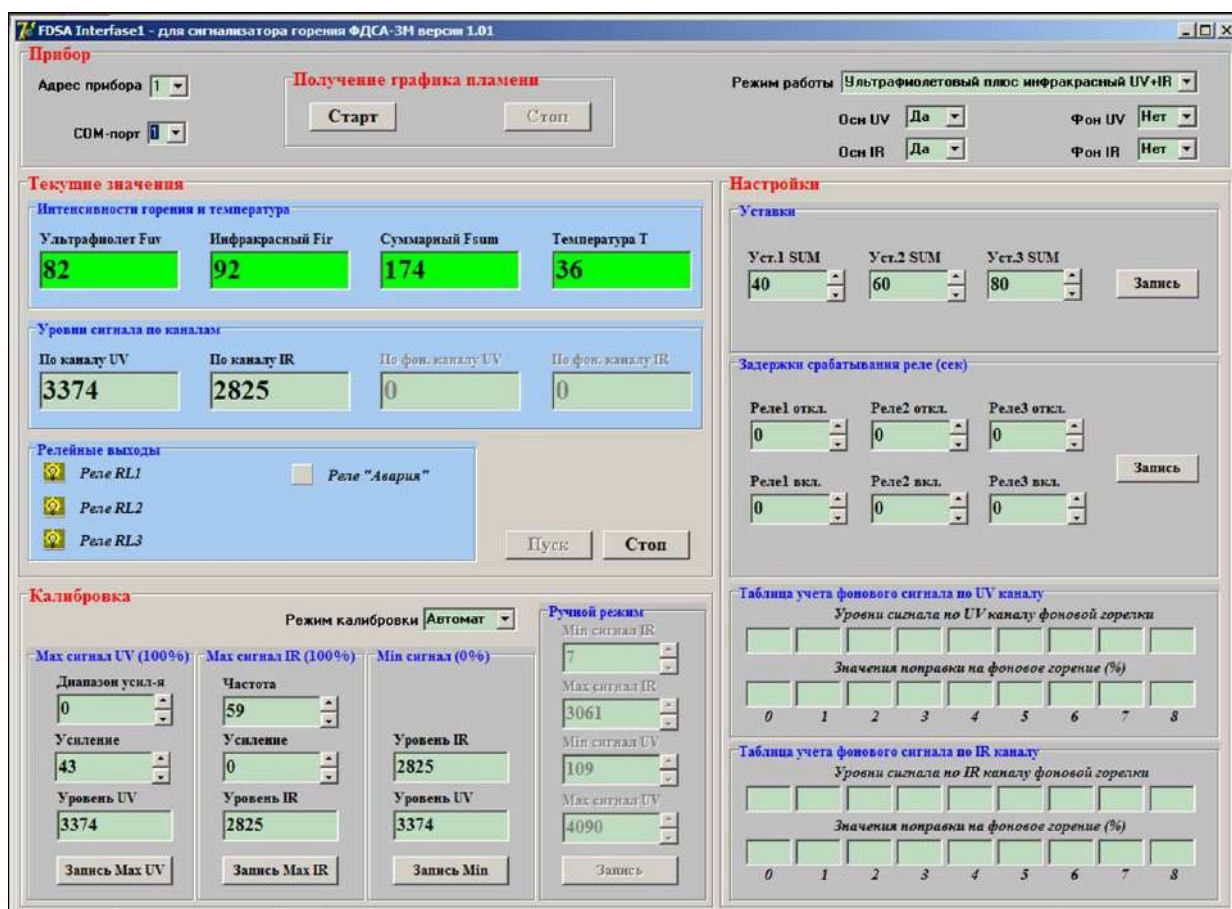 FDSA Interfase1 - для сигнализатора горения ФДСА-3М версия 1.01
Прибор
Адрес прибора 1
COM-порт 1
Получение графика пламени
Старт Стоп
Режим работы Ультрафиолетовый плюс инфракрасный UV+IR
Осн UV Да Фон UV Нет
Осн IR Да Фон IR Нет
Текущие значения
Интенсивности горения и температура
Ультрафиолет Fuv Инфракрасный Fir Суммарный Fsum Температура T
82 92 174 36
Уровни сигнала по каналам
По каналу UV По каналу IR По фон. каналу UV По фон. каналу IR
3374 2825 0 0
Релейные выходы
Реле RL1 Реле "Авария"
Реле RL2
Реле RL3
Пуск Стоп
Настройки
Уставки
Уст.1 SUM Уст.2 SUM Уст.3 SUM
40 60 80 Запись
Задержки срабатывания реле (сек)
Реле1 откл. Реле2 откл. Реле3 откл.
0 0 0
Запись
Реле1 вкл. Реле2 вкл. Реле3 вкл.
0 0 0
Калибровка
Режим калибровки Автомат
Max сигнал UV (100%)
Диапазон усил-я
0
Усиление
43
Уровень UV
3374
Запись Max UV
Max сигнал IR (100%)
Частота
59
Усиление
0
Уровень IR
2825
Запись Max IR
Min сигнал (0%)
Уровень IR
2825
Уровень UV
3374
Запись Min
Ручной режим
Min сигнал IR
7
Max сигнал IR
3061
Min сигнал UV
109
Max сигнал UV
4090
Запись
Таблица учета фонового сигнала по UV каналу
Уровни сигнала по UV каналу фоновой горелки
Значения поправки на фоновое горение (%)
0 1 2 3 4 5 6 7 8
Таблица учета фонового сигнала по IR каналу
Уровни сигнала по IR каналу фоновой горелки
Значения поправки на фоновое горение (%)
0 1 2 3 4 5 6 7 8